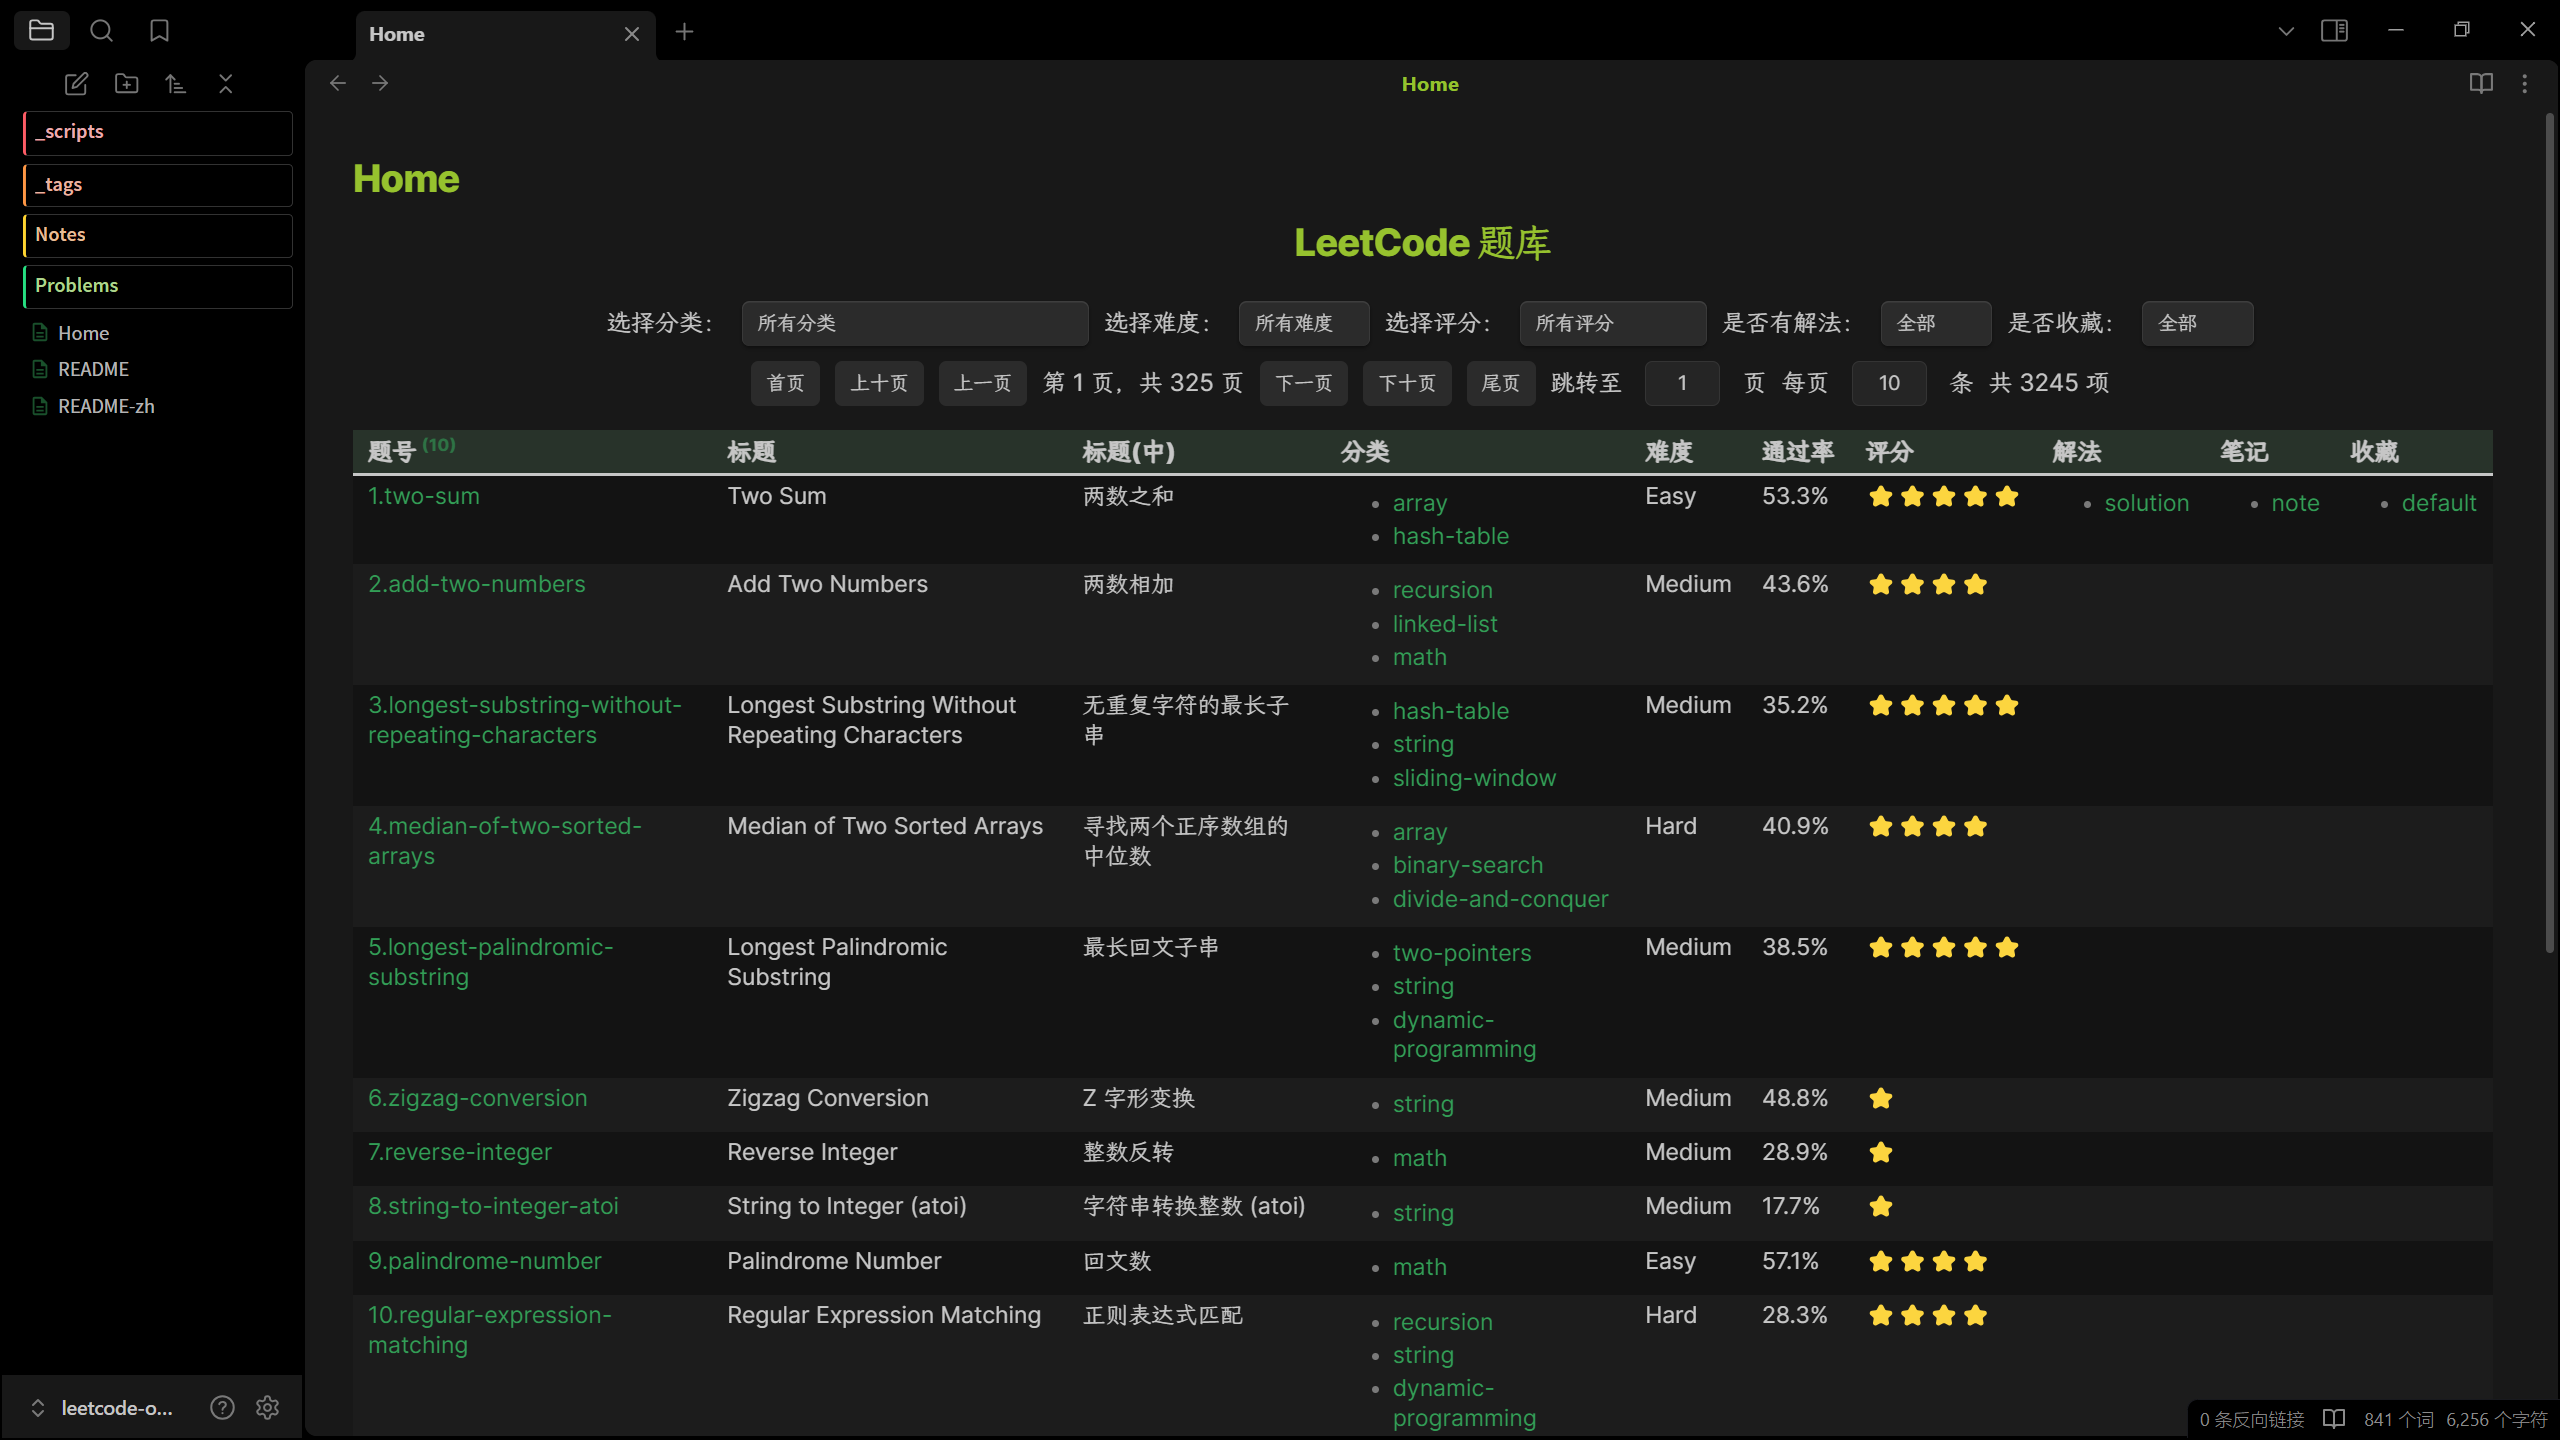 Home
Home
_scripts
_tags
Notes
Problems
Home
README
README-zh
leetcode-o...
Home
LeetCode 题库
选择分类： 所有分类 选择难度： 所有难度 选择评分： 所有评分 是否有解法： 全部 是否收藏： 全部
首页 上十页 上一页 第 1 页，共 325 页 下一页 下十页 尾页 跳转至 1 页 每页 10 条 共 3245 项
题号 (10) 标题 标题(中) 分类 难度 通过率 评分 解法 笔记 收藏
1.two-sum Two Sum 两数之和 array Easy 53.3% solution note default
hash-table
2.add-two-numbers Add Two Numbers 两数相加 recursion Medium 43.6%
linked-list
math
3.longest-substring-without- Longest Substring Without 无重复字符的最长子 hash-table Medium 35.2%
repeating-characters Repeating Characters 串 string
sliding-window
4.median-of-two-sorted- Median of Two Sorted Arrays 寻找两个正序数组的 array Hard 40.9%
arrays 中位数 binary-search
divide-and-conquer
5.longest-palindromic- Longest Palindromic 最长回文子串 two-pointers Medium 38.5%
substring Substring string
dynamic-
programming
6.zigzag-conversion Zigzag Conversion Z 字形变换 string Medium 48.8%
7.reverse-integer Reverse Integer 整数反转 math Medium 28.9%
8.string-to-integer-atoi String to Integer (atoi) 字符串转换整数 (atoi) string Medium 17.7%
9.palindrome-number Palindrome Number 回文数 math Easy 57.1%
10.regular-expression- Regular Expression Matching 正则表达式匹配 recursion Hard 28.3%
matching string
dynamic-
programming
0 条反向链接 841 个词 6,256 个字符